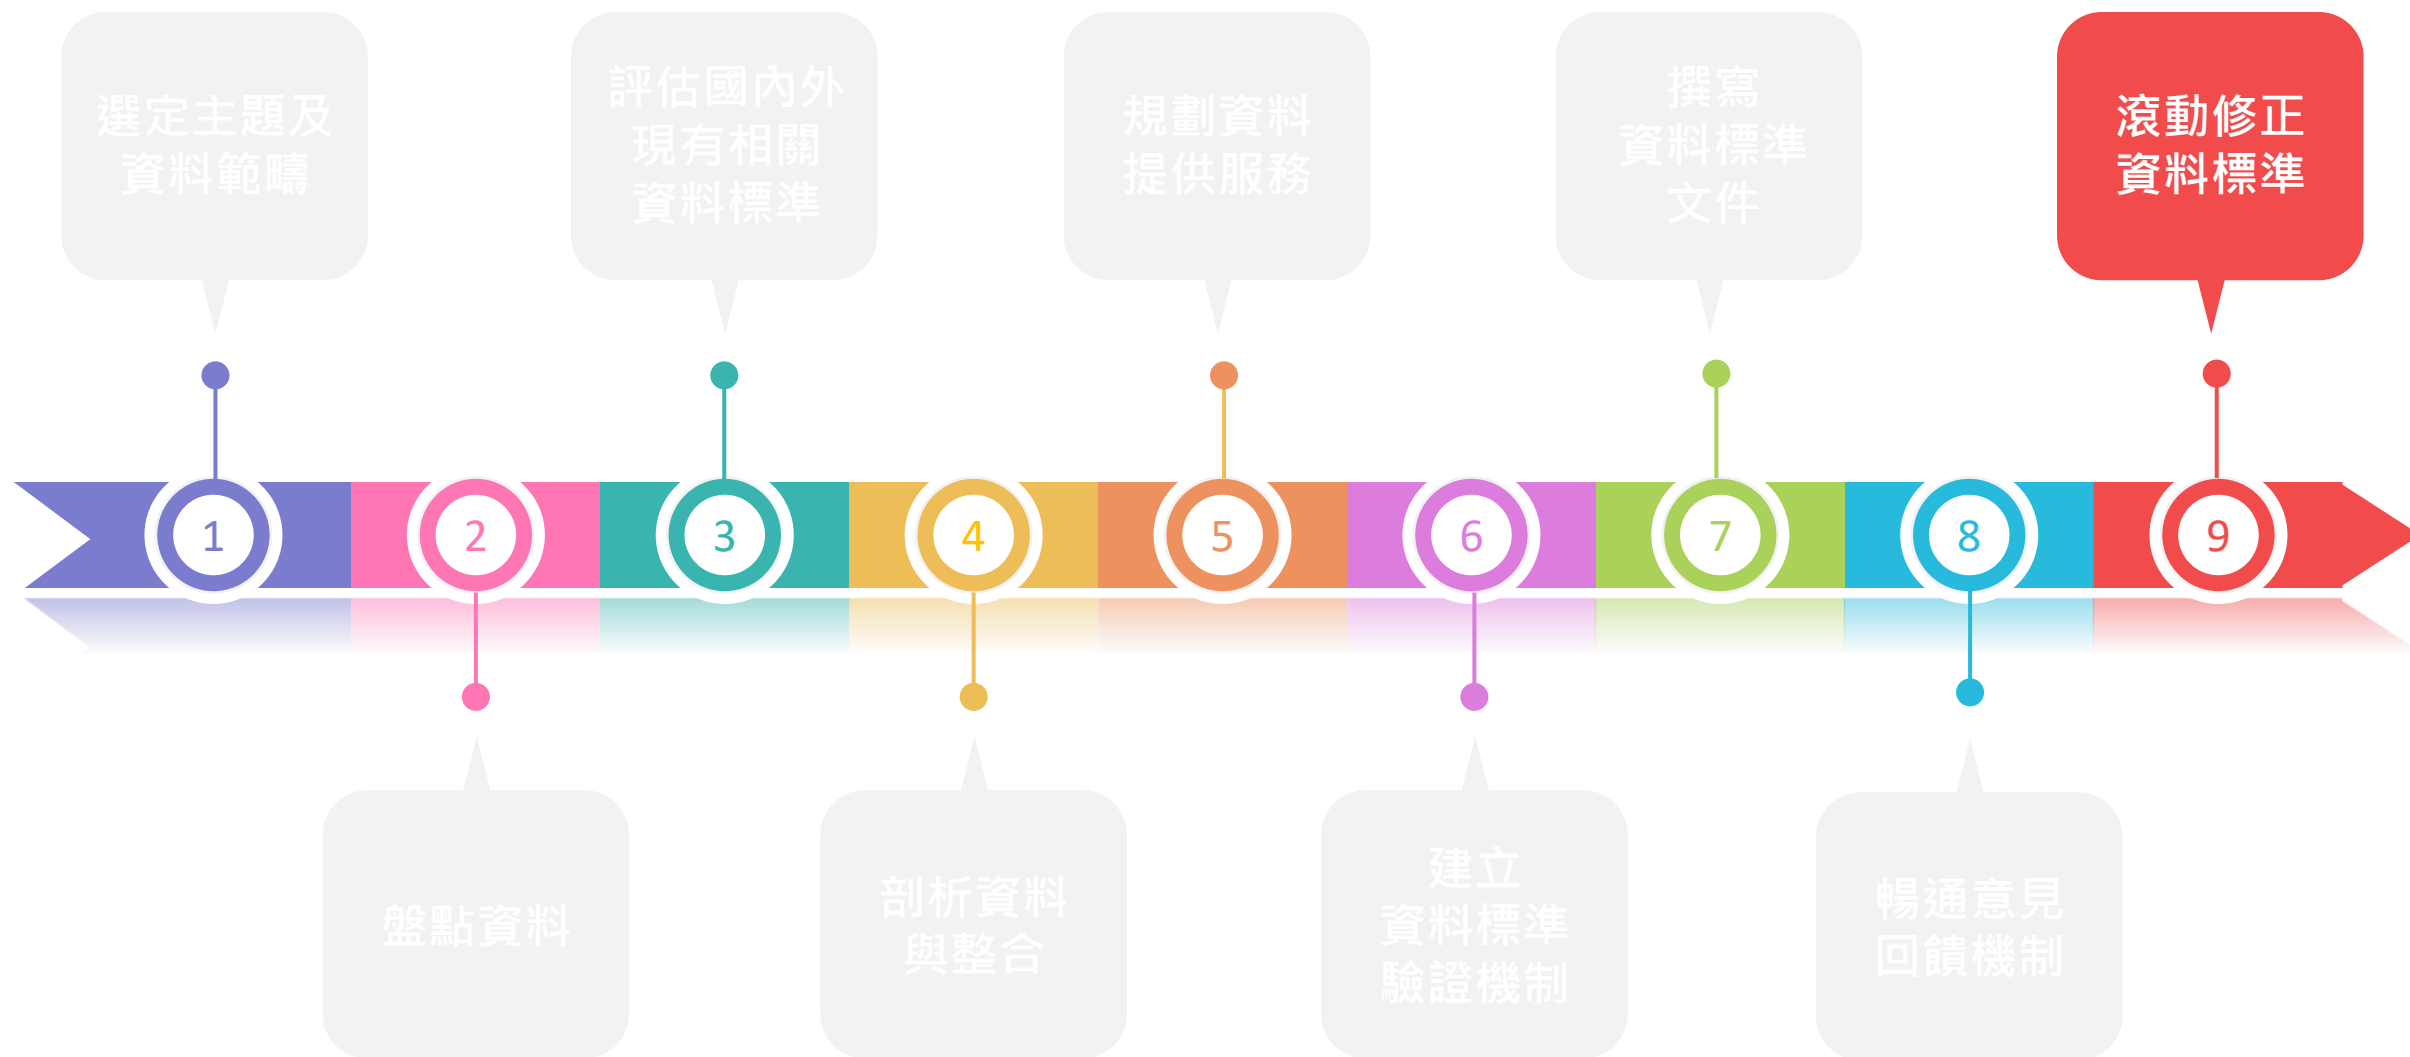 選定主題及
資料範疇
評估國內外
現有相關
資料標準
規劃資料
提供服務
撰寫
資料標準
文件
滾動修正
資料標準
1
2
3
4
5
6
7
8
9
盤點資料
剖析資料
與整合
建立
資料標準
驗證機制
暢通意見
回饋機制